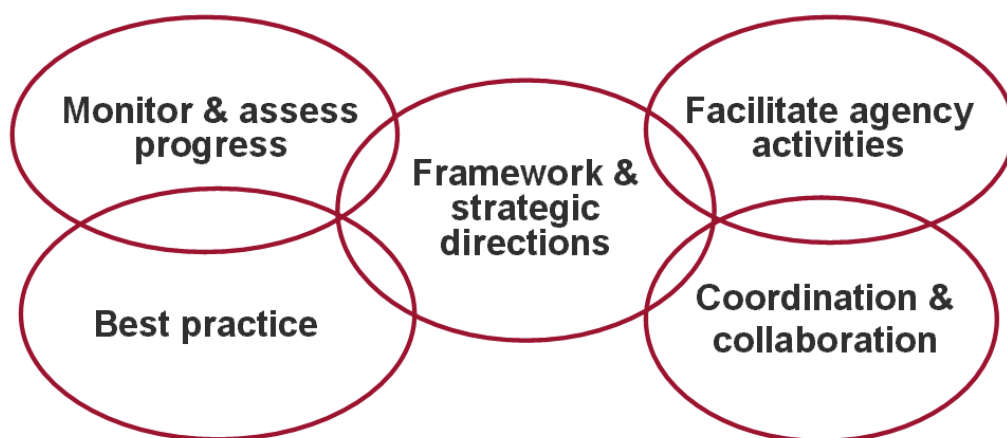 Monitor & assess
progress
Facilitate agency
activities
Framework &
strategic
directions
Best practice
Coordination &
collaboration